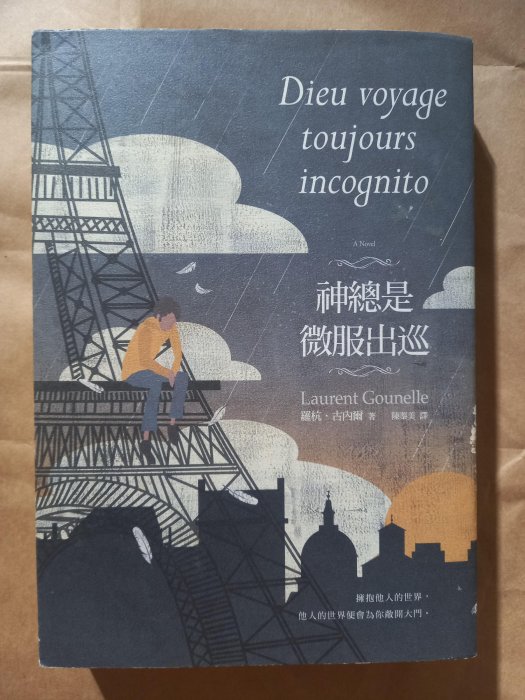 Dieu voyage
toujours
incognito
A Novel
神總是
微服出巡
Laurent Gounelle
羅杭・古內爾 著 陳黎美 譯
擁抱他人的世界，
他人的世界便會為你敞開大門。